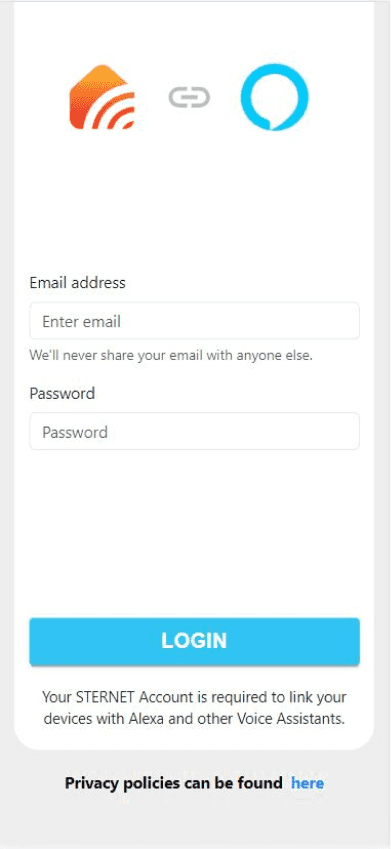 Email address
Enter email
We'll never share your email with anyone else.
Password
Password
LOGIN
Your STERNET Account is required to link your
devices with Alexa and other Voice Assistants.
Privacy policies can be found here